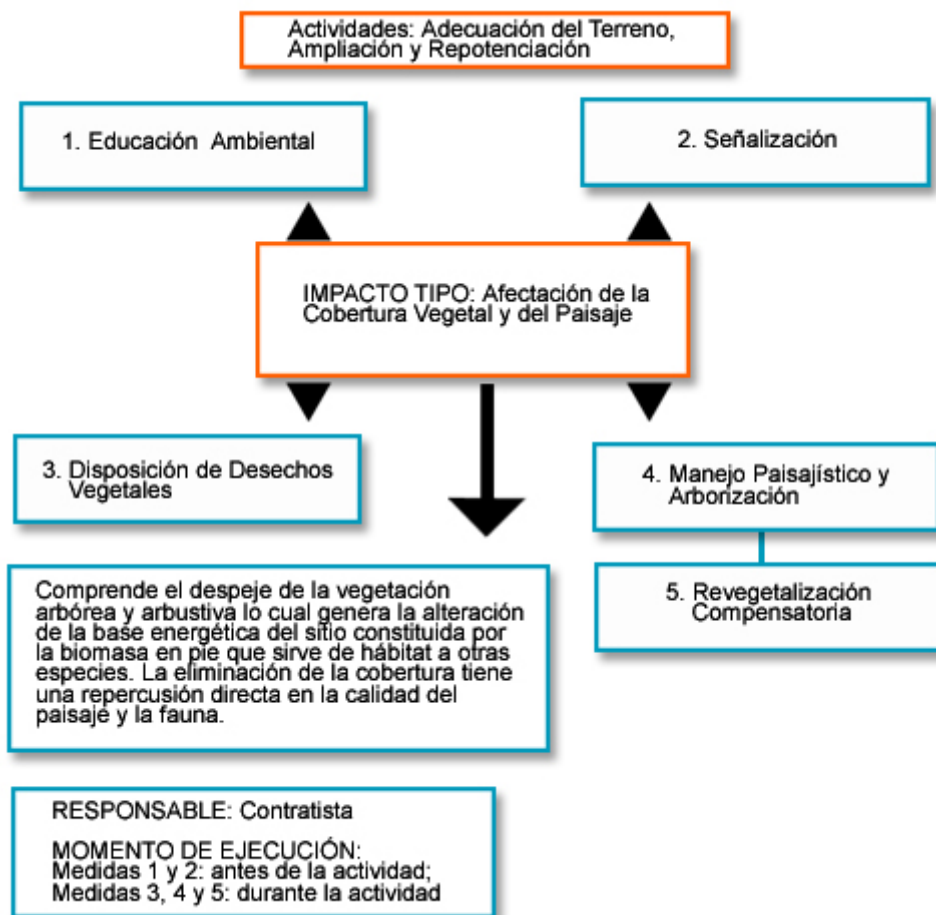 Actividades: Adecuación del Terreno,
Ampliación y Repotenciación
1. Educación Ambiental
2. Señalización
IMPACTO TIPO: Afectación de la
Cobertura Vegetal y del Paisaje
3. Disposición de Desechos
Vegetales
4. Manejo Paisajístico y
Arborización
5. Revegetalización
Compensatoria
Comprende el despeje de la vegetación
arbórea y arbustiva lo cual genera la alteración
de la base energética del sitio constituida por
la biomasa en pie que sirve de hábitat a otras
especies. La eliminación de la cobertura tiene
una repercusión directa en la calidad del
paisaje y la fauna.
RESPONSABLE: Contratista
MOMENTO DE EJECUCIÓN:
Medidas 1 y 2: antes de la actividad;
Medidas 3, 4 y 5: durante la actividad